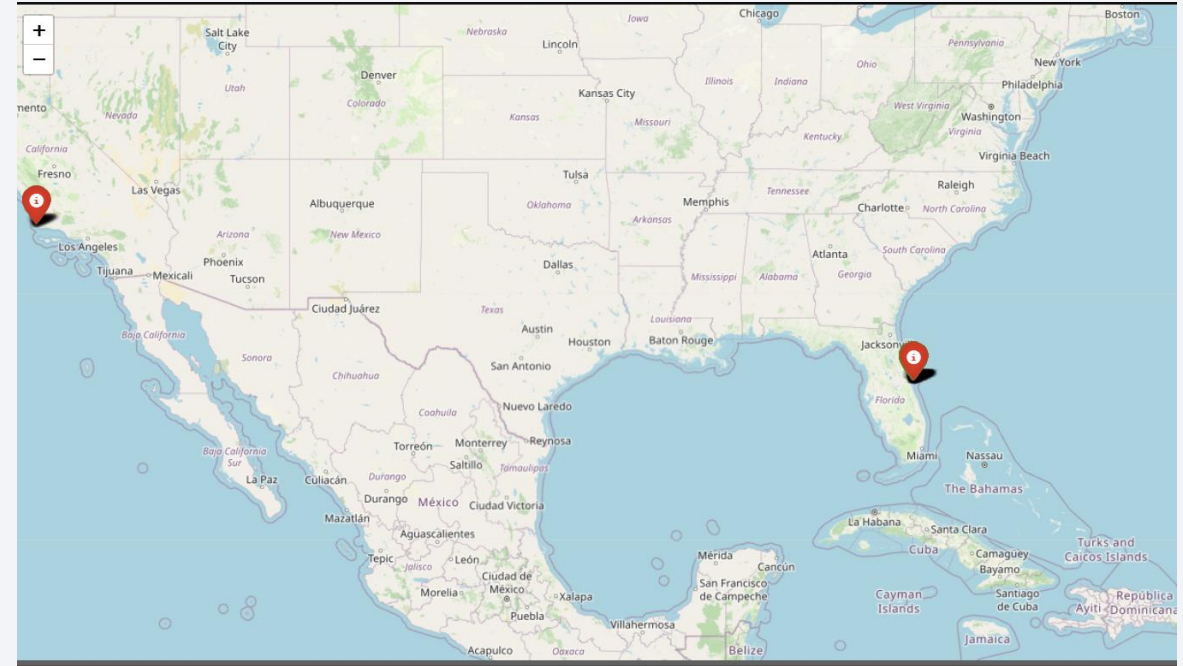 +
−
Iowa
Chicago
Boston
Salt Lake
City
Nebraska
Lincoln
Pennsylvania
New York
Denver
Utah
Colorado
Ohio
Illinois
Indiana
Philadelphia
Kansas City
mento
Nevada
Kansas
Missouri
West Virginia
Washington
Virginia
Kentucky
California
Fresno
Virginia Beach
Las Vegas
Tulsa
Tennessee
Raleigh
Albuquerque
Oklahoma
Memphis
Charlotte
North Carolina
Arkansas
i
Los Angeles
Arizona
New Mexico
Atlanta
South Carolina
Phoenix
Dallas
Tijuana
Mexicali
Tucson
Mississippi
Alabama
Georgia
Ciudad Juárez
Texas
Louisiana
Baja California
Austin
Houston
Baton Rouge
Jacksonv
i
Sonora
San Antonio
Chihuahua
Florida
Nuevo Laredo
Coahuila
Torreón
Monterrey
Reynosa
Baja California
Sur
Saltillo
Tamaulipas
Miami
Nassau
La Paz
Culiacán
Durango
The Bahamas
Durango
México
Ciudad Victoria
Mazatlán
La Habana
Santa Clara
Aguascalientes
Cuba
Turks and
Caicos Islands
Tepic
León
Jalisco
Mérida
Cancún
Camaguey
Bayamo
Ciudad de
México
San Francisco
de Campeche
Morelia
Xalapa
Cayman
Islands
Santiago
de Cuba
Ayiti
República
Dominicana
Puebla
Villahermosa
Jamaica
Acapulco
Oaxaca
Belize